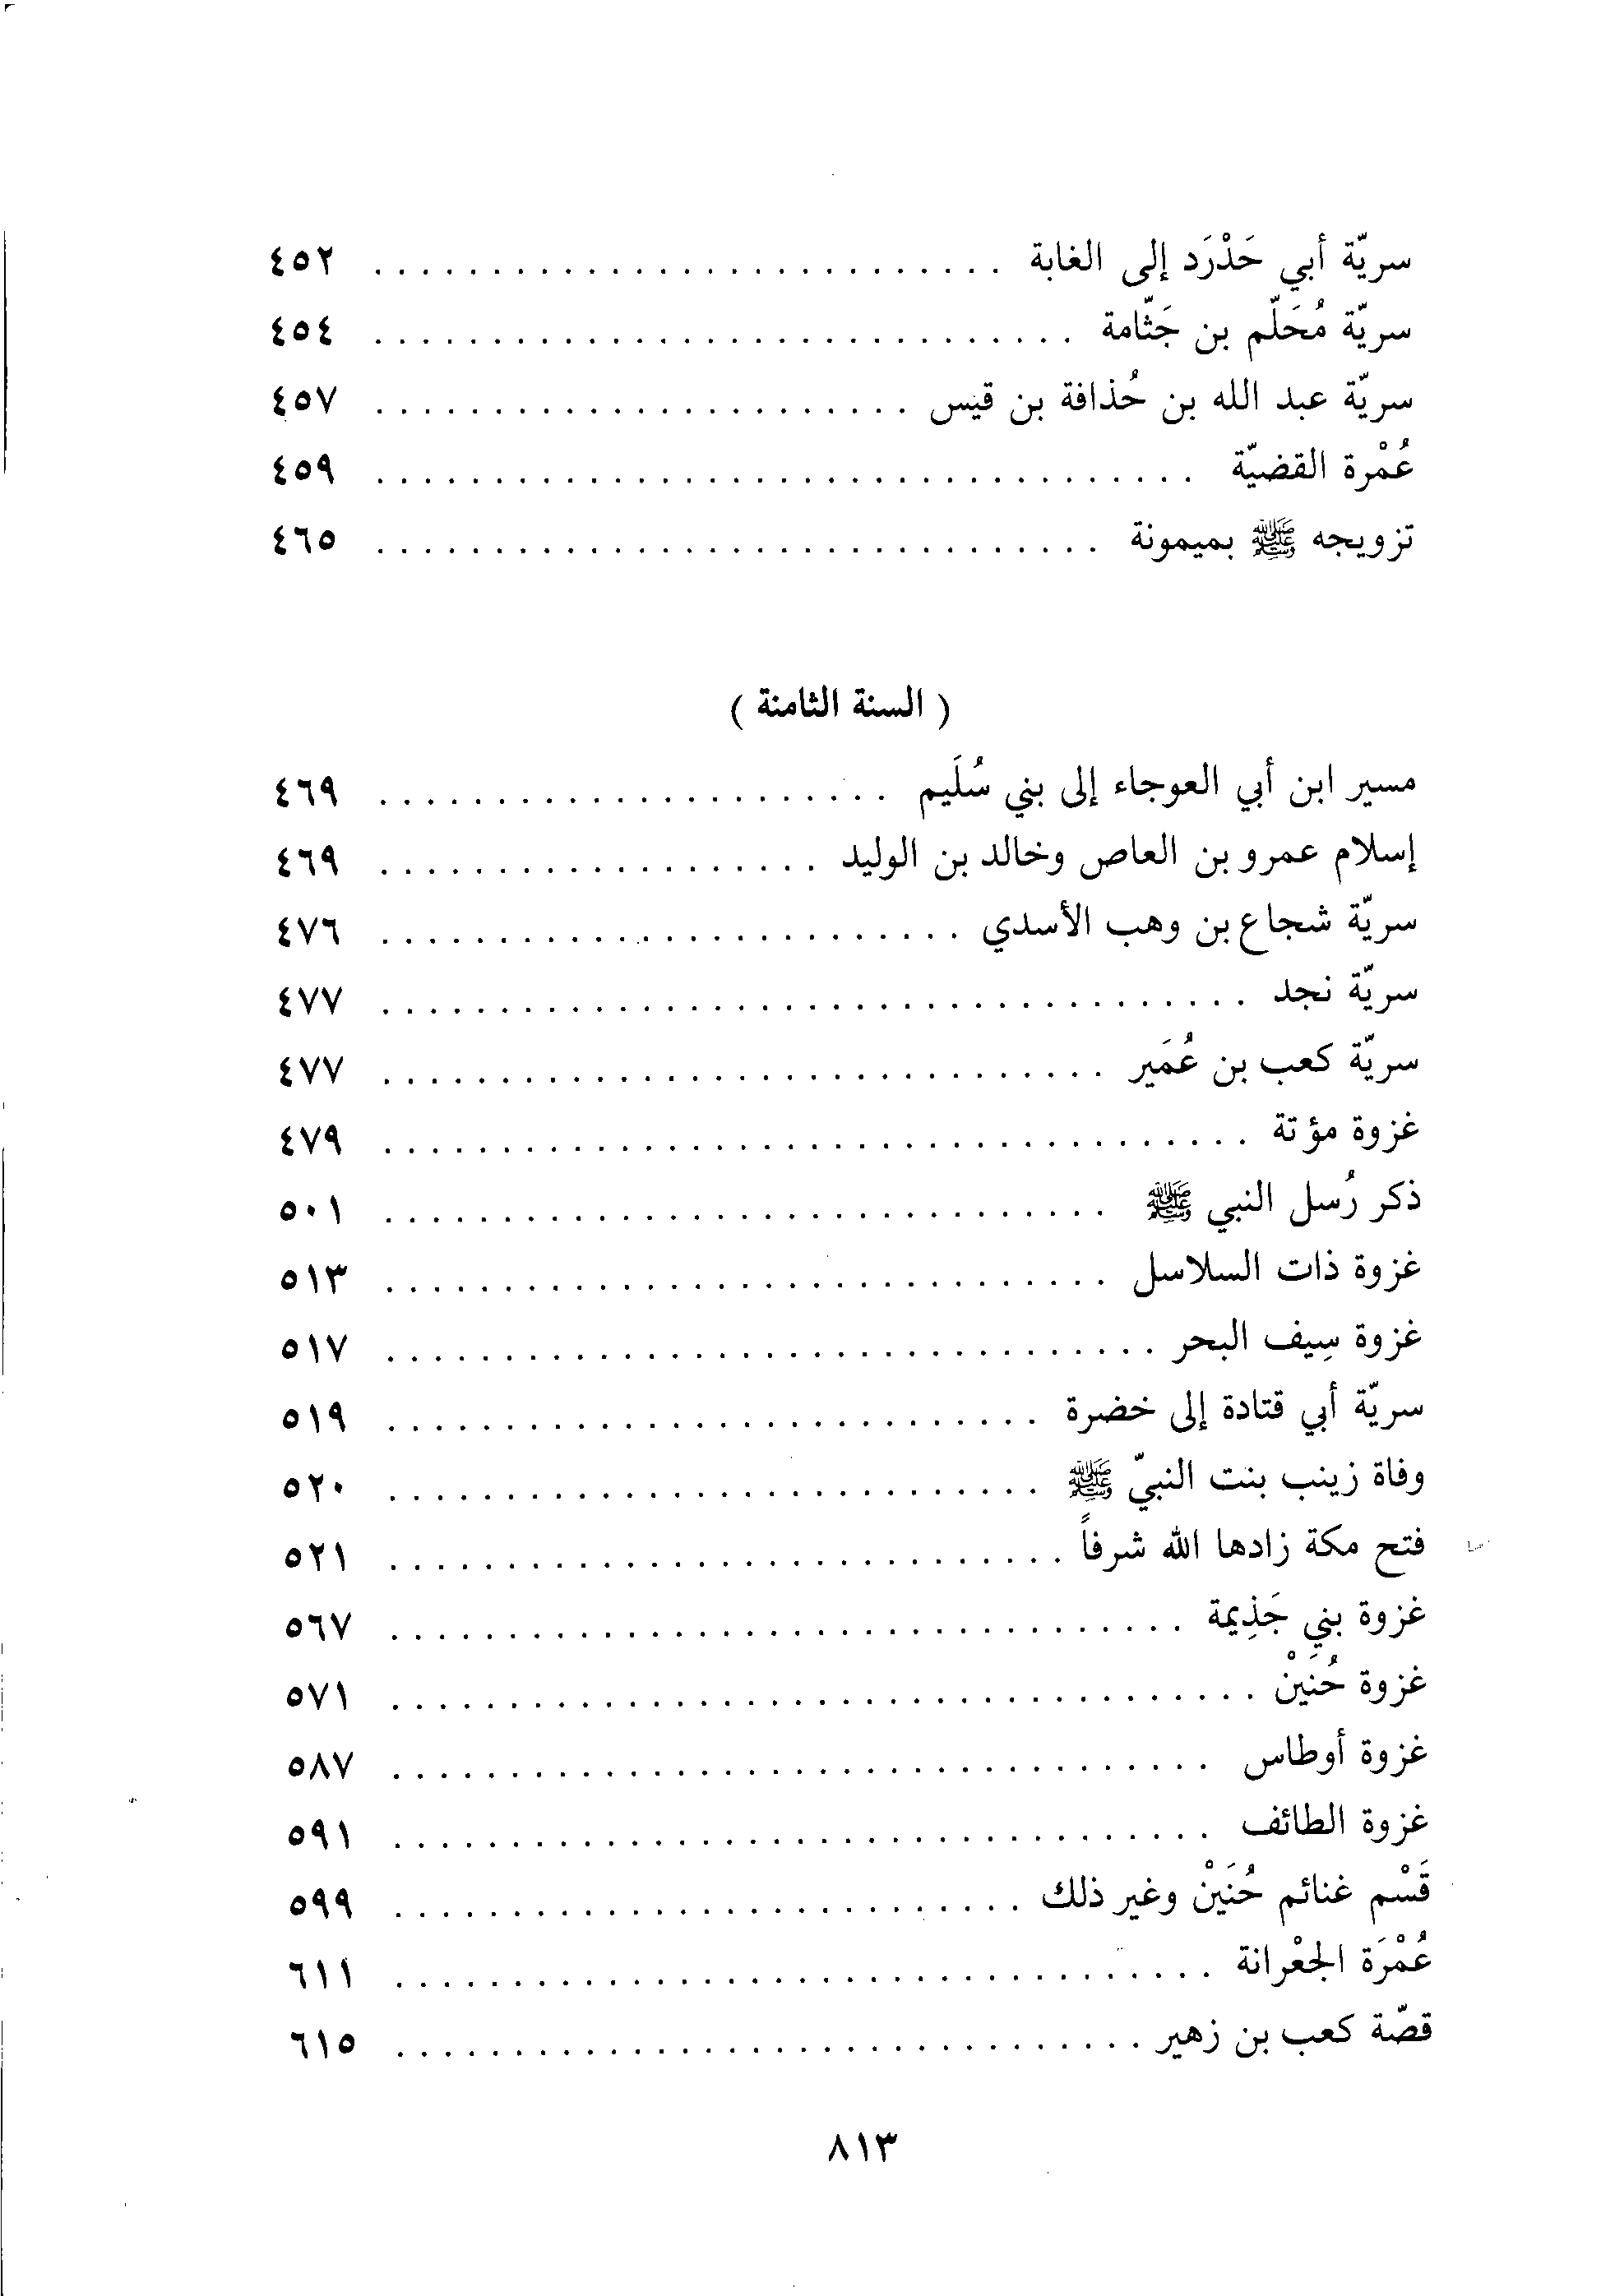 سريّة أبي حَدْرَد إلى الغابة . . . . . . . . . . . . . . . . . . . . . . . . . . . ٤٥٢
سريّة مُحَلّم بن جَثّامة . . . . . . . . . . . . . . . . . . . . . . . . . . . . . . ٤٥٤
سريّة عبد الله بن حُذافة بن قيس . . . . . . . . . . . . . . . . . . . . . . . ٤٥٧
عُمْرة القضيّة . . . . . . . . . . . . . . . . . . . . . . . . . . . . . . . . . . . ٤٥٩
تزويجه ﷺ بميمونة . . . . . . . . . . . . . . . . . . . . . . . . . . . . . . . ٤٦٥
( السنة الثامنة )
مسير ابن أبي العوجاء إلى بني سُلَيم . . . . . . . . . . . . . . . . . . . . . . ٤٦٩
إسلام عمرو بن العاص وخالد بن الوليد . . . . . . . . . . . . . . . . . . . ٤٦٩
سريّة شجاع بن وهب الأسدي . . . . . . . . . . . . . . . . . . . . . . . . . ٤٧٦
سريّة نجد . . . . . . . . . . . . . . . . . . . . . . . . . . . . . . . . . . . . . ٤٧٧
سريّة كعب بن عُمَير . . . . . . . . . . . . . . . . . . . . . . . . . . . . . . . ٤٧٧
غزوة مؤتة . . . . . . . . . . . . . . . . . . . . . . . . . . . . . . . . . . . . . ٤٧٩
ذكر رُسل النبي ﷺ . . . . . . . . . . . . . . . . . . . . . . . . . . . . . . . ٥٠١
غزوة ذات السلاسل . . . . . . . . . . . . . . . . . . . . . . . . . . . . . . . ٥١٣
غزوة سِيف البحر . . . . . . . . . . . . . . . . . . . . . . . . . . . . . . . . . ٥١٧
سريّة أبي قتادة إلى خضرة . . . . . . . . . . . . . . . . . . . . . . . . . . . . ٥١٩
وفاة زينب بنت النبيّ ﷺ . . . . . . . . . . . . . . . . . . . . . . . . . . . . ٥٢٠
فتح مكة زادها الله شرفاً . . . . . . . . . . . . . . . . . . . . . . . . . . . . . ٥٢١
غزوة بني جَذِيمة . . . . . . . . . . . . . . . . . . . . . . . . . . . . . . . . . . ٥٦٧
غزوة حُنَيْن . . . . . . . . . . . . . . . . . . . . . . . . . . . . . . . . . . . . . ٥٧١
غزوة أوطاس . . . . . . . . . . . . . . . . . . . . . . . . . . . . . . . . . . . ٥٨٧
غزوة الطائف . . . . . . . . . . . . . . . . . . . . . . . . . . . . . . . . . . . ٥٩١
قَسْم غنائم حُنَيْن وغير ذلك . . . . . . . . . . . . . . . . . . . . . . . . . . . ٥٩٩
عُمْرَة الجعْرانة . . . . . . . . . . . . . . . . . . . . . . . . . . . . . . . . . . . ٦١١
قصّة كعب بن زهير . . . . . . . . . . . . . . . . . . . . . . . . . . . . . . . . ٦١٥
٨١٣